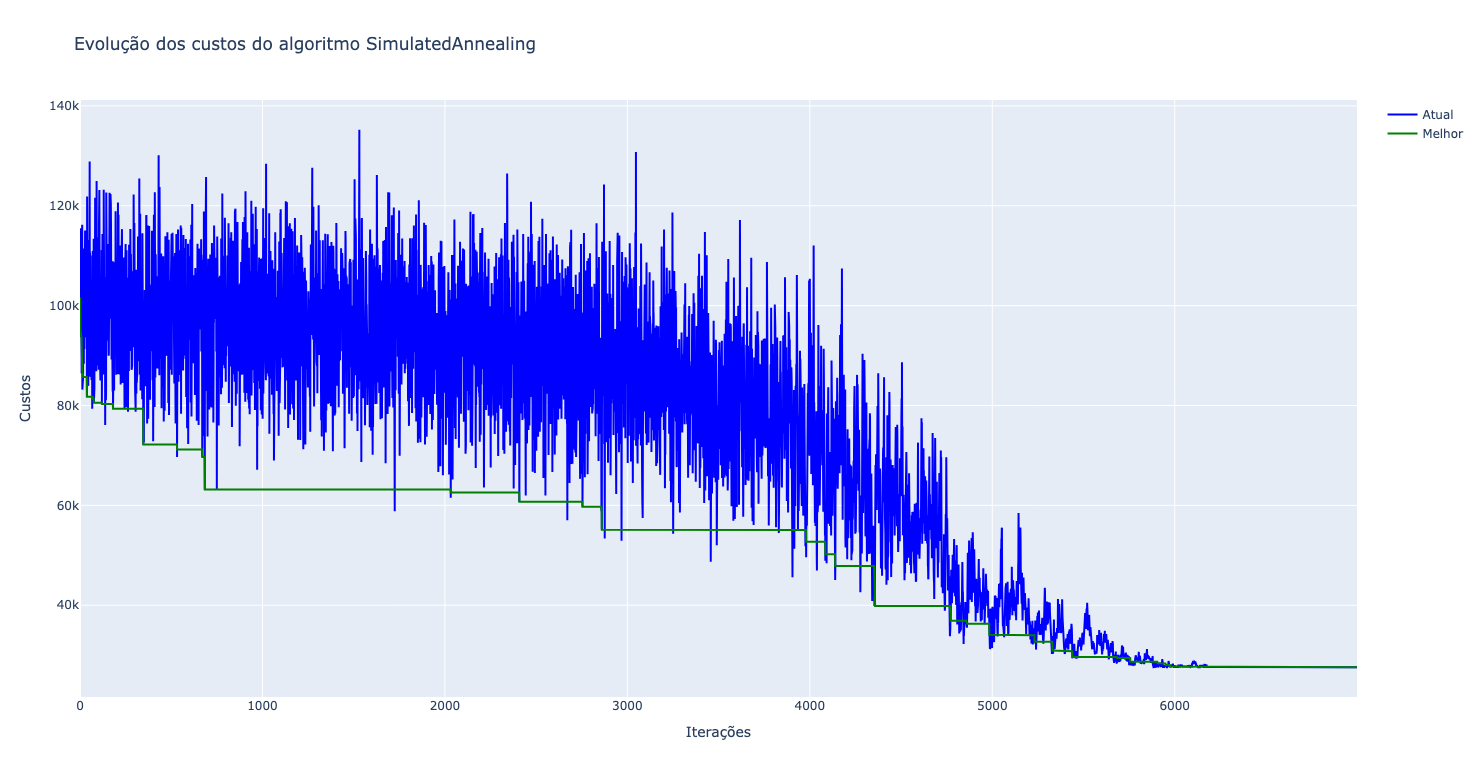 Evolução dos custos do algoritmo SimulatedAnnealing
140k
120k
100k
80k
60k
40k
Custos
0
1000
2000
3000
4000
5000
6000
Iterações
Atual
Melhor